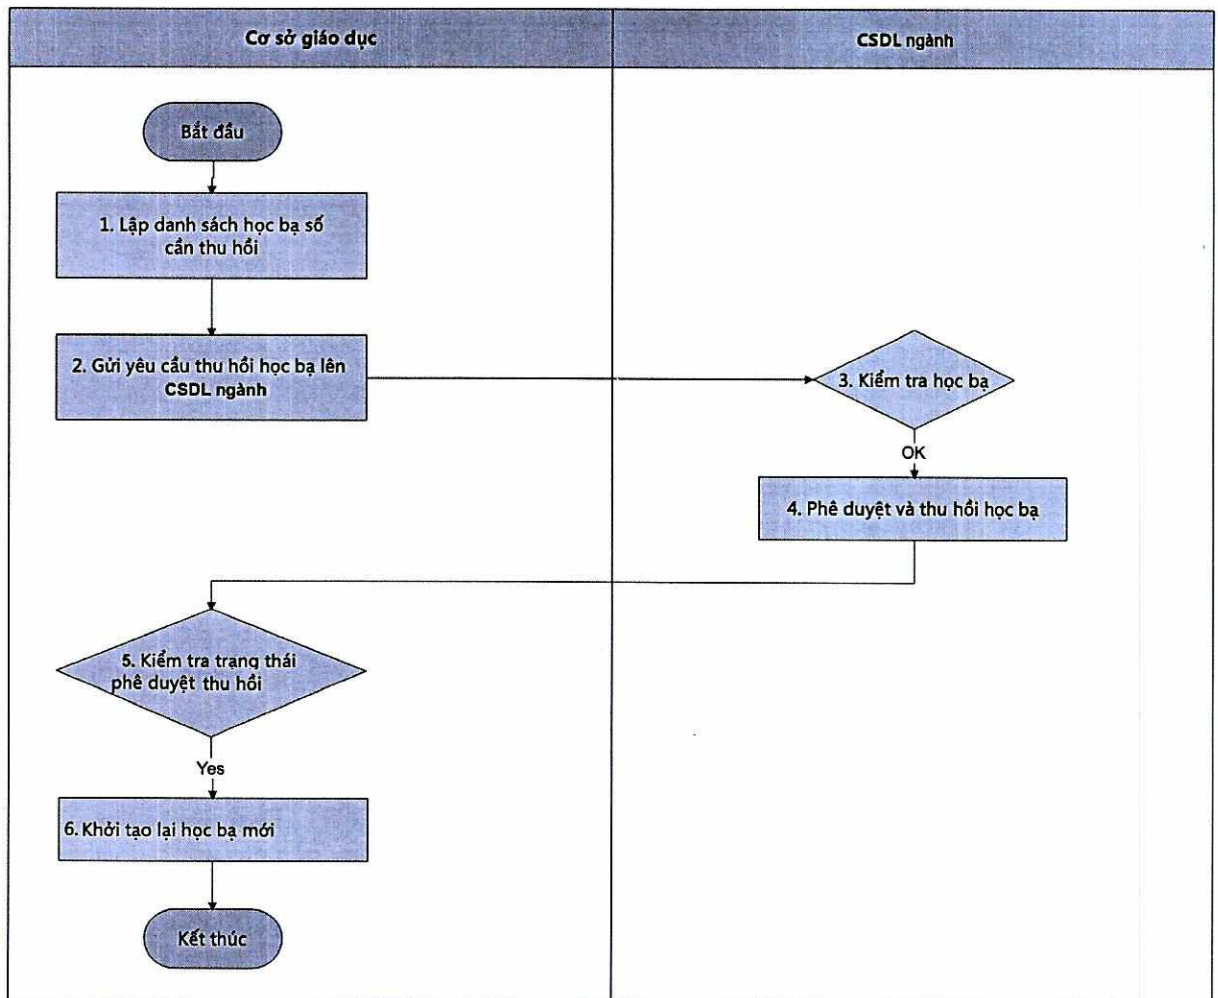 Cơ sở giáo dục
CSDL ngành
Bắt đầu
1. Lập danh sách học bạ số
cần thu hồi
2. Gửi yêu cầu thu hồi học bạ lên
CSDL ngành
3. Kiểm tra học bạ
OK
4. Phê duyệt và thu hồi học bạ
5. Kiểm tra trạng thái
phê duyệt thu hồi
Yes
6. Khởi tạo lại học bạ mới
Kết thúc